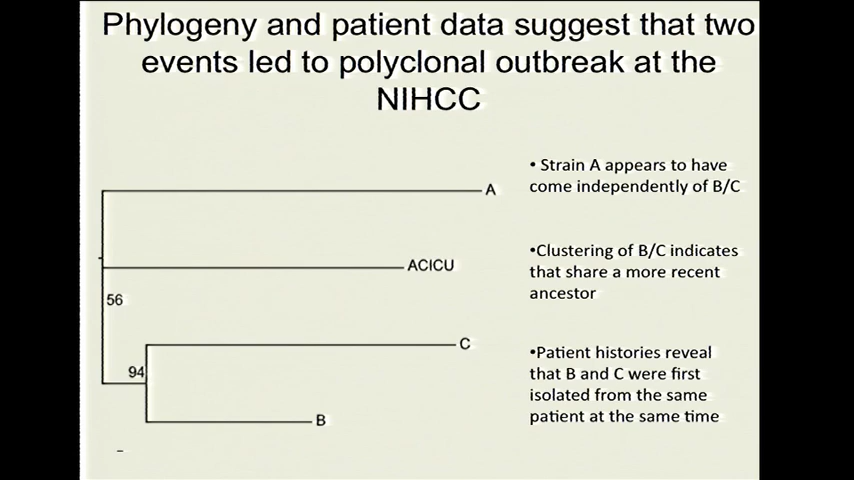 Phylogeny and patient data suggest that two
events led to polyclonal outbreak at the
NIHCC
• Strain A appears to have
come independently of B/C
A
•Clustering of B/C indicates
that share a more recent
ancestor
ACICU
56
C
•Patient histories reveal
that B and C were first
isolated from the same
patient at the same time
94
B